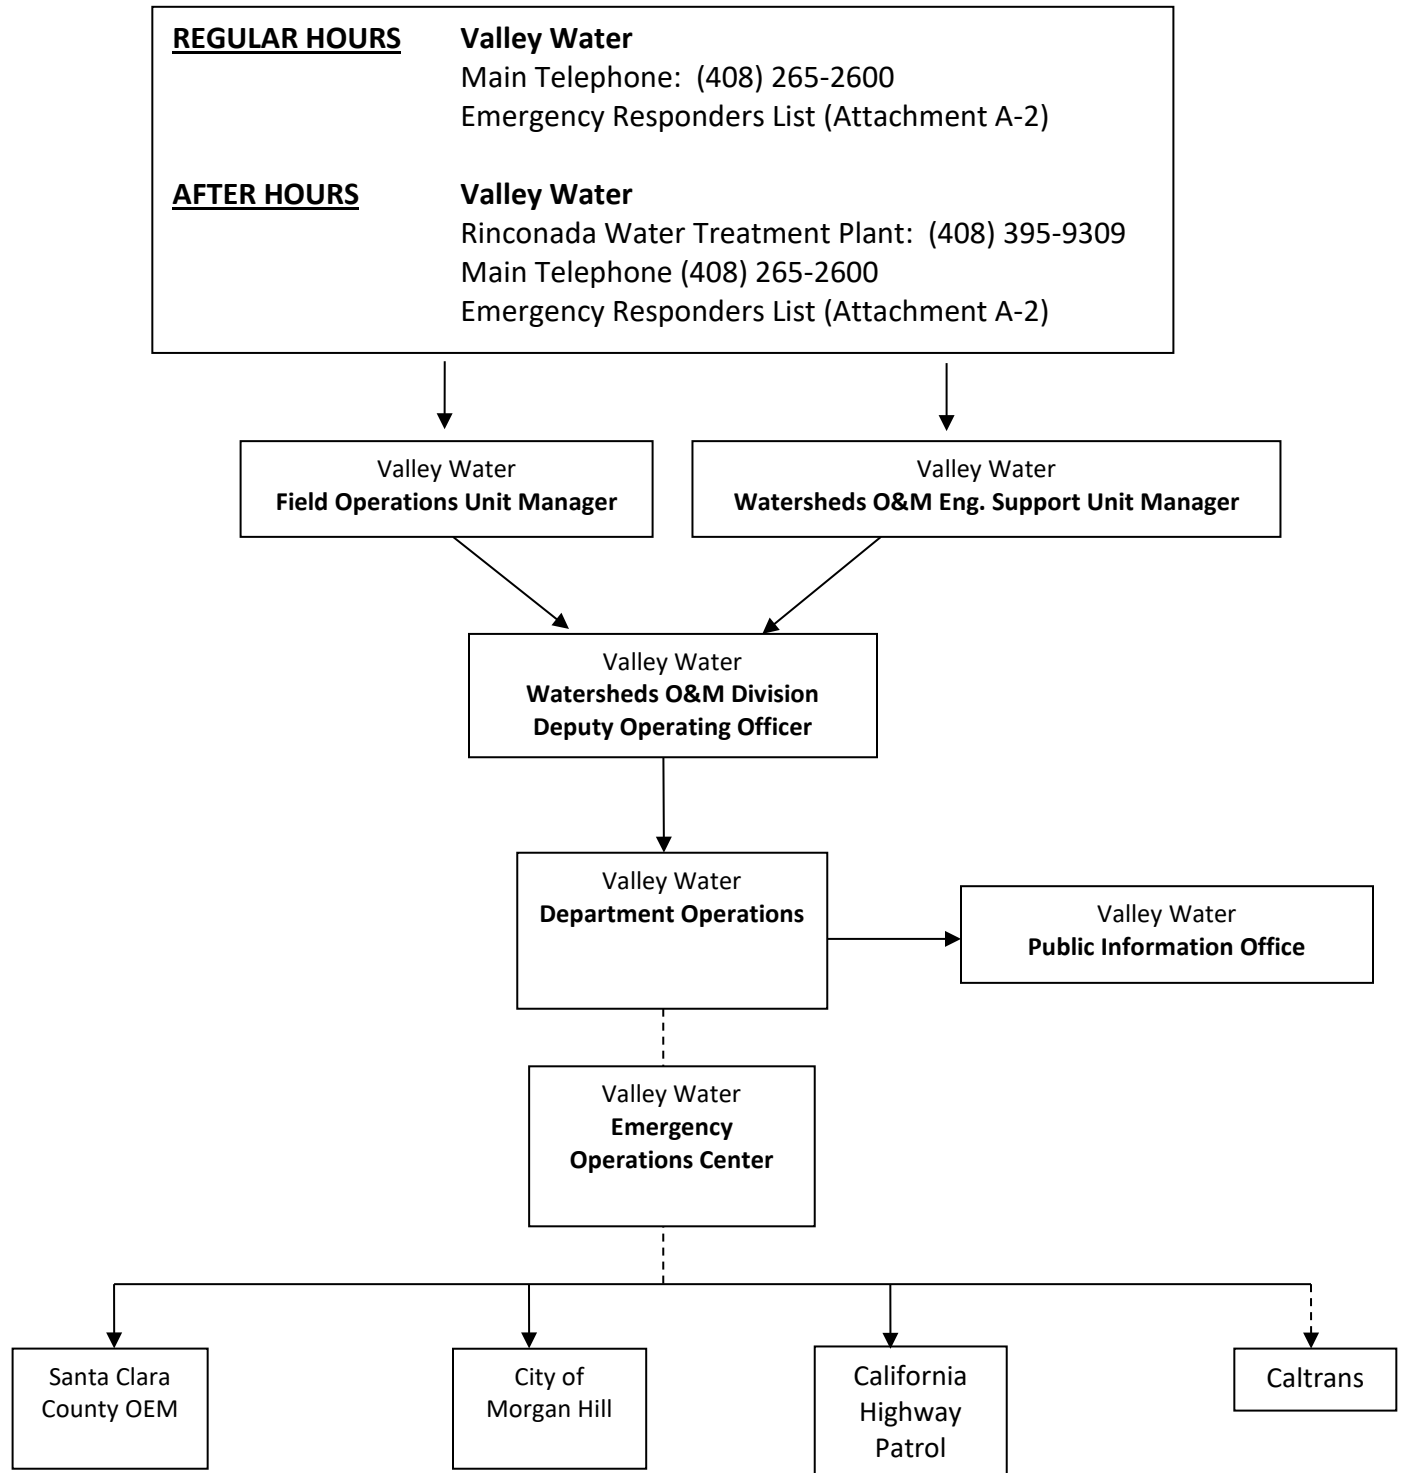 REGULAR HOURS Valley Water
Main Telephone: (408) 265-2600
Emergency Responders List (Attachment A-2)
AFTER HOURS Valley Water
Rinconada Water Treatment Plant: (408) 395-9309
Main Telephone (408) 265-2600
Emergency Responders List (Attachment A-2)
Valley Water
Field Operations Unit Manager
Valley Water
Watersheds O&M Eng. Support Unit Manager
Valley Water
Watersheds O&M Division
Deputy Operating Officer
Valley Water
Department Operations
Valley Water
Public Information Office
Valley Water
Emergency
Operations Center
Santa Clara
County OEM
City of
Morgan Hill
California
Highway
Patrol
Caltrans